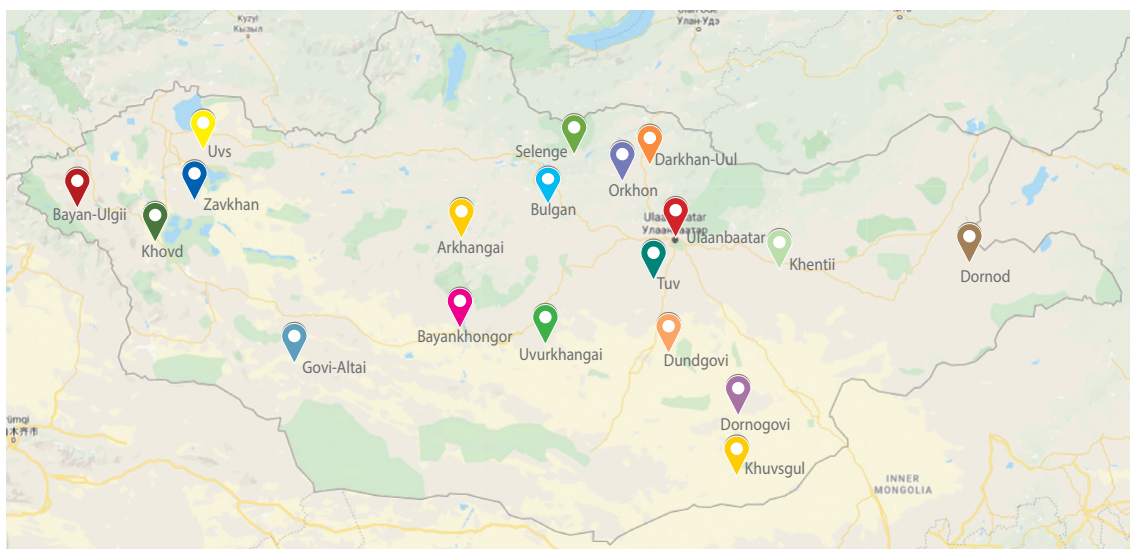 Kyzyl
Кызыл
Улан-Удэ
Uvs
Selenge
Darkhan-Uul
Orkhon
Bayan-Ulgii
Zavkhan
Bulgan
Khovd
Arkhangai
Ulaanbaatar
Улаанбаатар
Ulaanbaatar
Khentii
Dornod
Tuv
Bayankhongor
Uvurkhangai
Dundgovi
Govi-Altai
Dornogovi
Khuvsgul
INNER
MONGOLIA